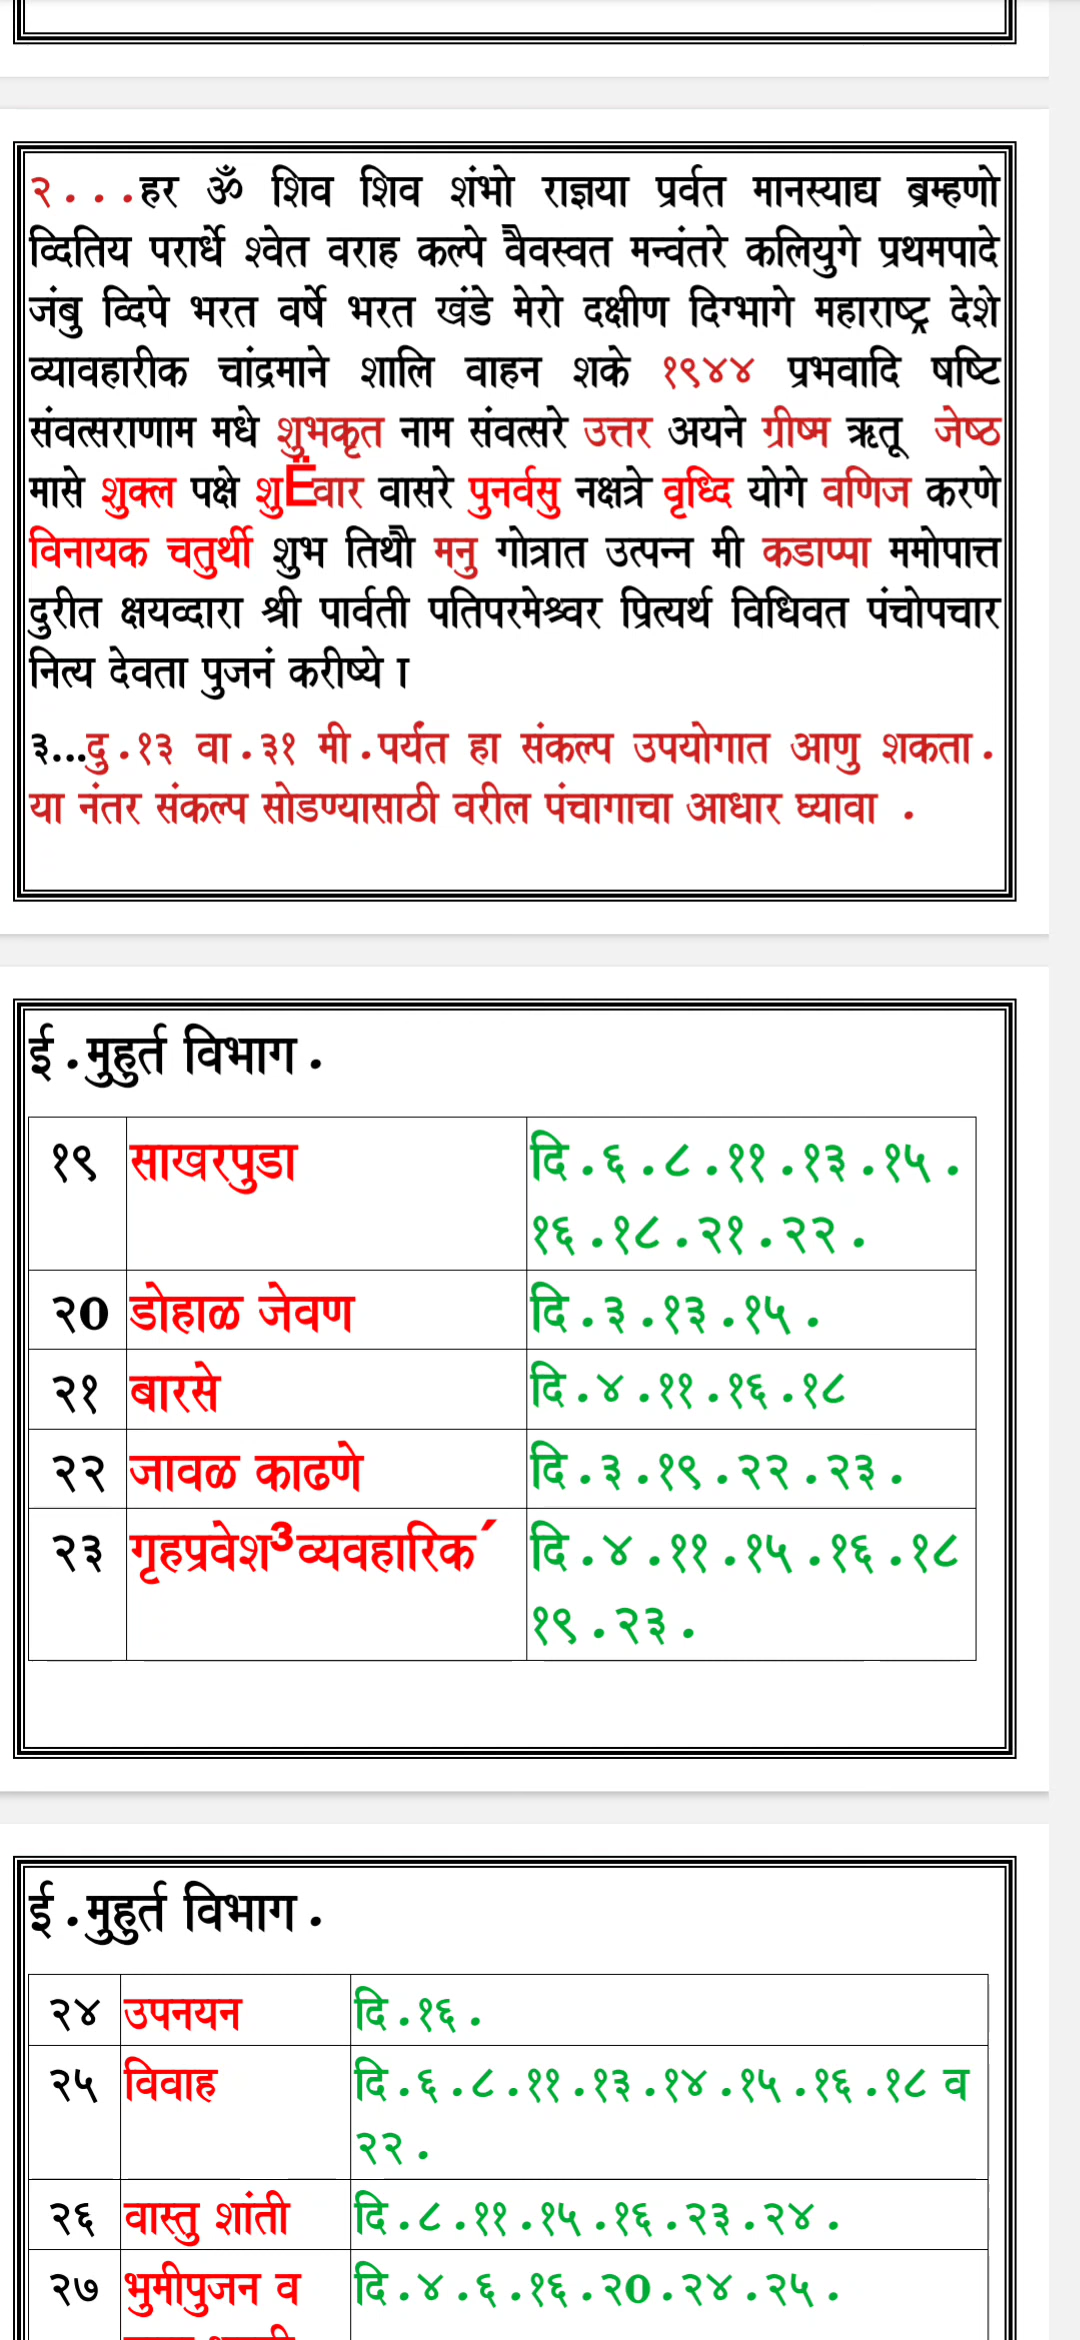 २...हर ॐ शिव शिव शंभो राज्ञया प्रर्वत मानस्याद्य ब्रम्हणो
व्दितिय परार्धे श्वेत वराह कल्पे वैवस्वत मन्वंतरे कलियुगे प्रथमपादे
जंबु व्दिपे भरत वर्षे भरत खंडे मेरो दक्षीण दिग्भागे महाराष्ट्र देशे
व्यावहारीक चांद्रमाने शालि वाहन शके १९४४ प्रभवादि षष्टि
संवत्सराणाम मधे शुभकृत नाम संवत्सरे उत्तर अयने ग्रीष्म ऋतू जेष्ठ
मासे शुक्ल पक्षे शुËवार वासरे पुनर्वसु नक्षत्रे वृध्दि योगे वणिज करणे
विनायक चतुर्थी शुभ तिथौ मनु गोत्रात उत्पन्न मी कडाप्पा ममोपात्त
दुरीत क्षयव्दारा श्री पार्वती पतिपरमेश्वर प्रित्यर्थ विधिवत पंचोपचार
नित्य देवता पुजनं करीष्ये ।
३...दु.१३ वा.३१ मी.पर्यंत हा संकल्प उपयोगात आणु शकता.
या नंतर संकल्प सोडण्यासाठी वरील पंचागाचा आधार घ्यावा .
ई.मुहुर्त विभाग.
१९ साखरपुडा दि.६.८.११.१३.१५.
१६.१८.२१.२२.
२0 डोहाळ जेवण दि.३.१३.१५.
२१ बारसे दि.४.११.१६.१८
२२ जावळ काढणे दि.३.१९.२२.२३.
२३ गृहप्रवेश³व्यवहारिक´ दि.४.११.१५.१६.१८
१९.२३.
ई.मुहुर्त विभाग.
२४ उपनयन दि.१६.
२५ विवाह दि.६.८.११.१३.१४.१५.१६.१८ व
२२.
२६ वास्तु शांती दि.८.११.१५.१६.२३.२४.
२७ भुमीपुजन व दि.४.६.१६.२0.२४.२५.